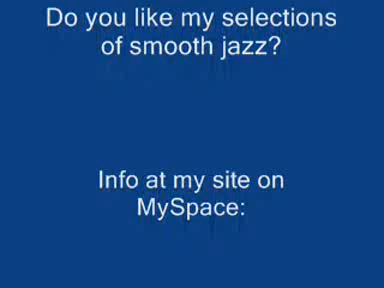 Do you like my selections
of smooth jazz?
Info at my site on
MySpace: